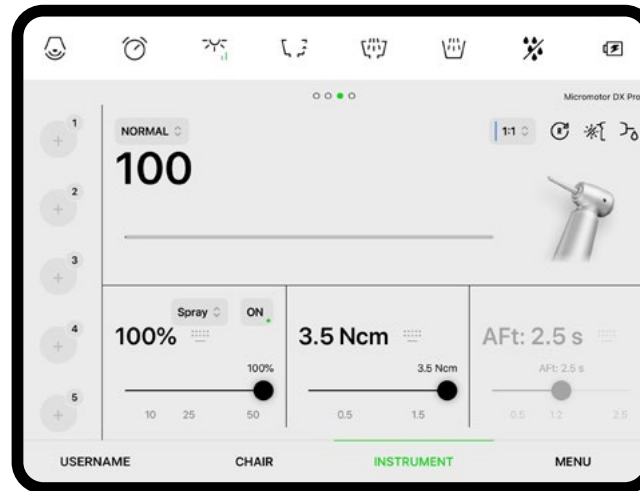 Micromotor DX Pro
1
2
3
4
5
NORMAL
100
1:1
R
Spray
ON
100%
100%
10 25 50
3.5 Ncm
3.5 Ncm
0.5 1.5
AFt: 2.5 s
AFt: 2.5 s
0.5 1.2 2.5
USERNAME CHAIR INSTRUMENT MENU